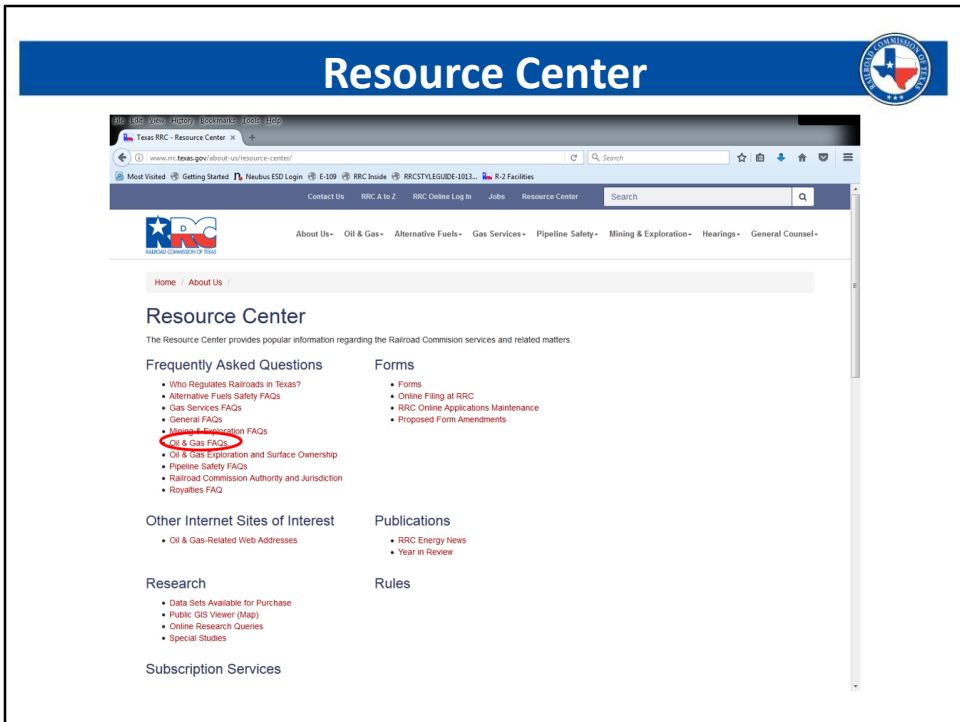 Resource Center
RAILROAD COMMISSION OF TEXAS
File Edit View History Bookmarks Tools Help
Texas RRC - Resource Center × +
www.rrc.texas.gov/about-us/resource-center/
Search
Most Visited Getting Started Neubus ESD Login E-109 RRC Inside RRCSTYLEGUIDE-1013... R-2 Facilities
Contact Us RRC A to Z RRC Online Log In Jobs Resource Center Search
RRC
RAILROAD COMMISSION OF TEXAS
About Us Oil & Gas Alternative Fuels Gas Services Pipeline Safety Mining & Exploration Hearings General Counsel
Home / About Us /
Resource Center
The Resource Center provides popular information regarding the Railroad Commision services and related matters.
Frequently Asked Questions
• Who Regulates Railroads in Texas?
• Alternative Fuels Safety FAQs
• Gas Services FAQs
• General FAQs
• Mining & Exploration FAQs
• Oil & Gas FAQs
• Oil & Gas Exploration and Surface Ownership
• Pipeline Safety FAQs
• Railroad Commission Authority and Jurisdiction
• Royalties FAQ
Forms
• Forms
• Online Filing at RRC
• RRC Online Applications Maintenance
• Proposed Form Amendments
Other Internet Sites of Interest
• Oil & Gas-Related Web Addresses
Publications
• RRC Energy News
• Year in Review
Research
• Data Sets Available for Purchase
• Public GIS Viewer (Map)
• Online Research Queries
• Special Studies
Rules
Subscription Services